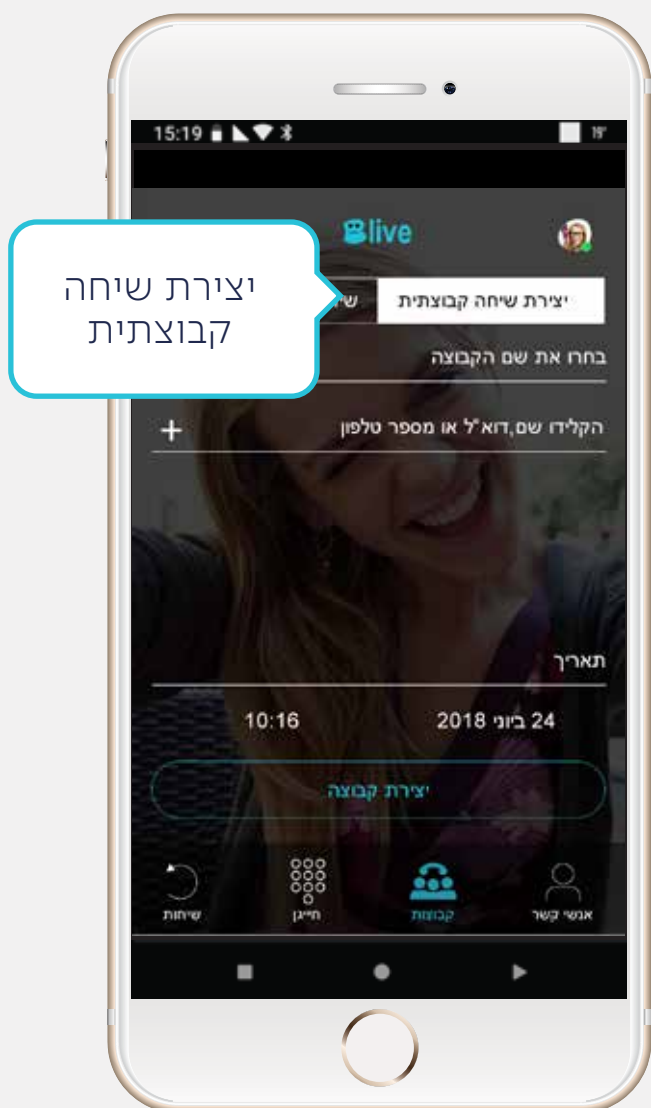 15:19
Blive
יצירת שיחה
קבוצתית
יצירת שיחה קבוצתית
בחרו את שם הקבוצה
הקלידו שם,דוא"ל או מספר טלפון
+
תאריך
24 ביוני 2018 10:16
יצירת קבוצה
אנשי קשר קבוצות חייגן שיחות